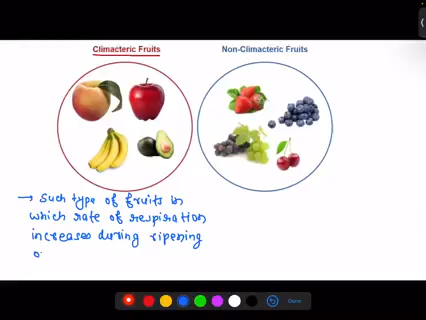 Climacteric Fruits
Non-Climacteric Fruits
→ Such type of fruits in
which rate of respiration
increases during ripening
o
Done